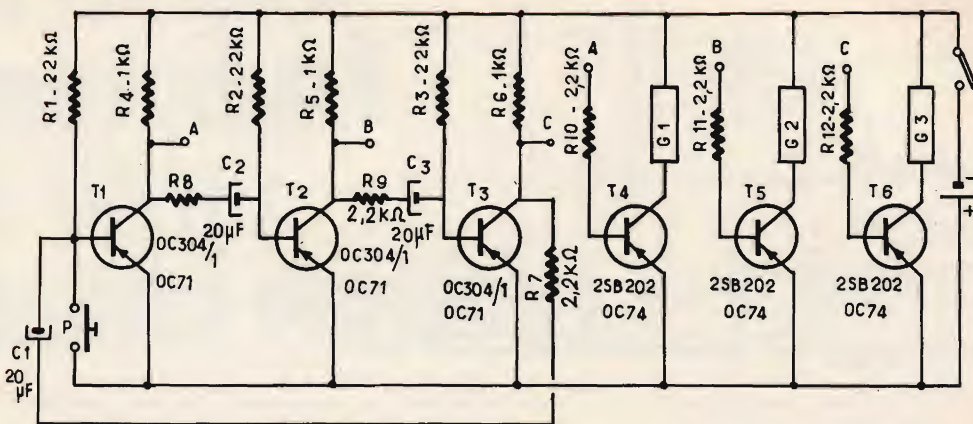 R1-22kΩ
R4-1kΩ
R2-22kΩ
R5-1kΩ
R3-22kΩ
R6-1kΩ
A
R10-2,2kΩ
B
R11-2,2kΩ
C
R12-2,2kΩ
G1
G2
G3
A
B
C
T1
R8
C2
20µF
T2
R9
2,2kΩ
C3
20µF
T3
R7
2,2kΩ
T4
T5
T6
OC304/1
OC71
OC304/1
OC71
OC304/1
OC71
2SB202
OC74
2SB202
OC74
2SB202
OC74
P
C1
20
µF
-
+